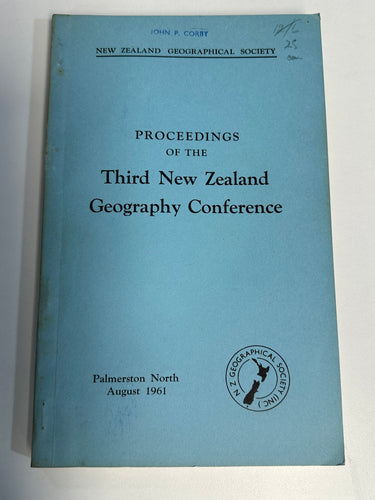 JOHN P. CORBY
NEW ZEALAND GEOGRAPHICAL SOCIETY
PROCEEDINGS
OF THE
Third New Zealand
Geography Conference
Palmerston North
August 1961
N.Z. GEOGRAPHICAL SOCIETY (INC.)